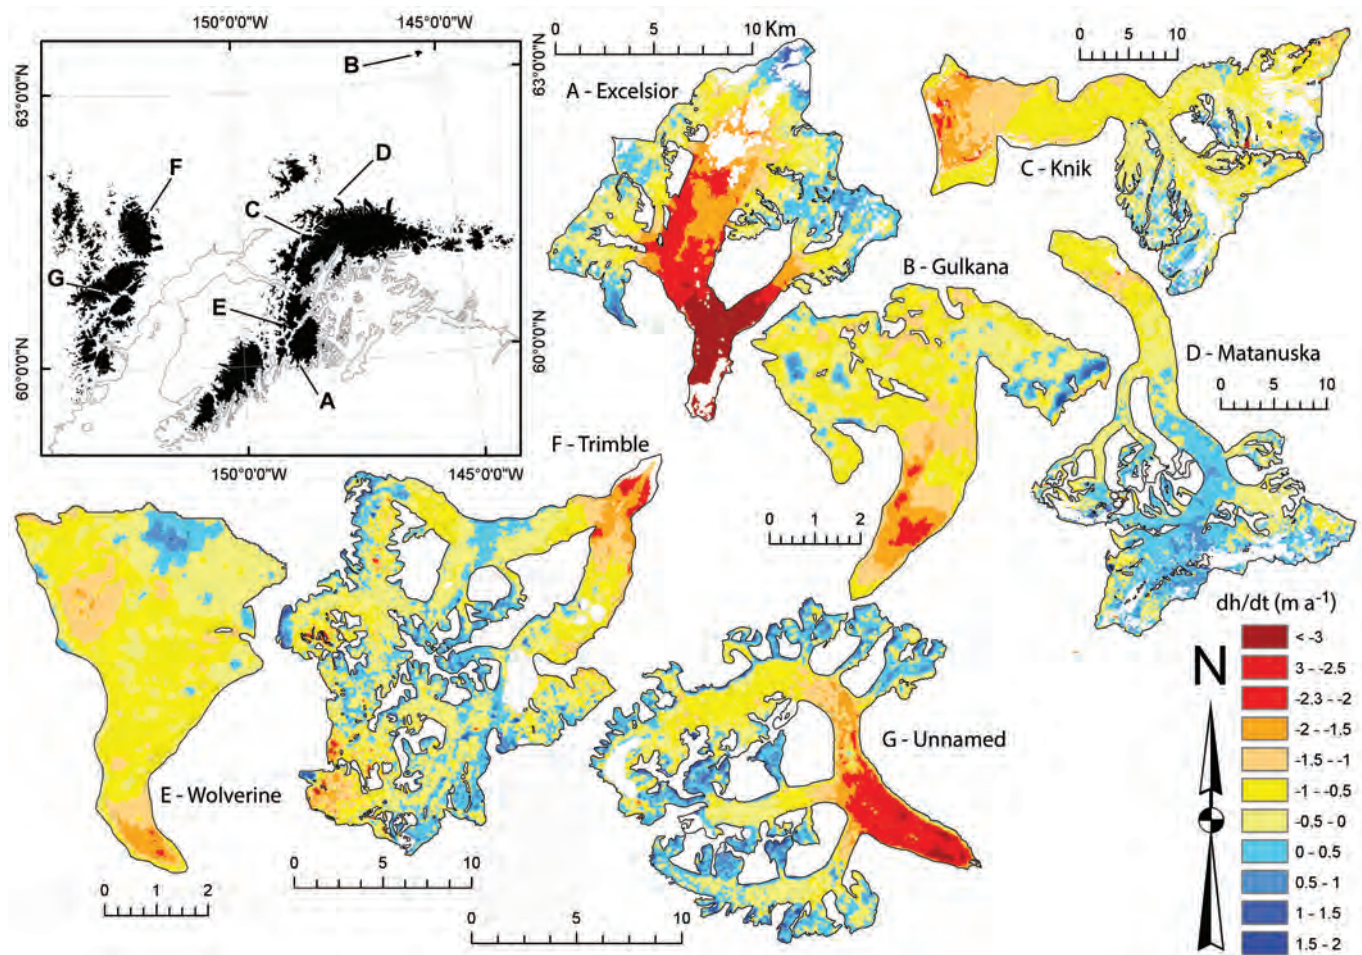 150°0'0"W 145°0'0"W
63°0'0"N
60°0'0"N
63°0'0"N
60°0'0"N
150°0'0"W 145°0'0"W
B
F
D
C
G
E
A
0 5 10 Km
A - Excelsior
0 5 10
C - Knik
B - Gulkana
0 1 2
D - Matanuska
0 5 10
F - Trimble
0 5 10
E - Wolverine
0 1 2
G - Unnamed
0 5 10
N
dh/dt (m a⁻¹)
< -3
3 - -2.5
-2.3 - -2
-2 - -1.5
-1.5 - -1
-1 - -0.5
-0.5 - 0
0 - 0.5
0.5 - 1
1 - 1.5
1.5 - 2